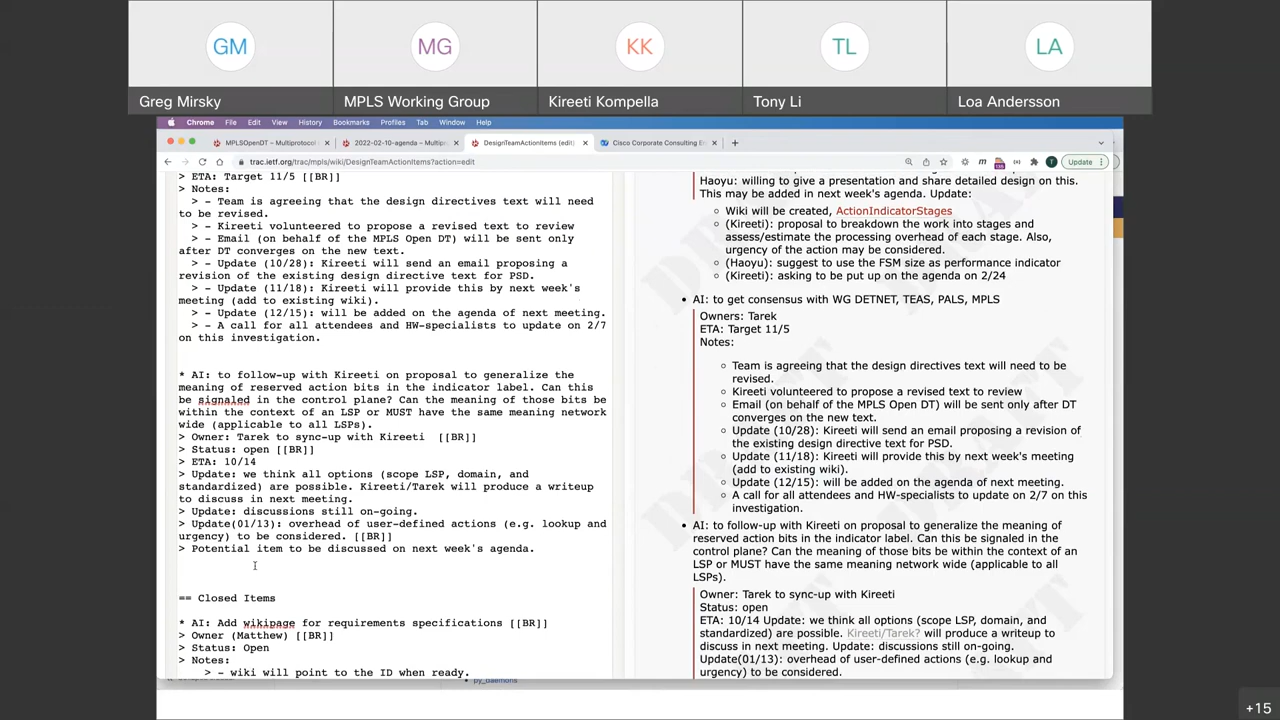 GM
MG
KK
TL
LA
Greg Mirsky
MPLS Working Group
Kireeti Kompella
Tony Li
Loa Andersson
Chrome File Edit View History Bookmarks Profiles Tab Window Help
MPLSOpenDT – Multiprotocol
2022-02-10-agenda – Multipro
DesignTeamActionItems (edit)
Cisco Corporate Consulting E
trac.ietf.org/trac/mpls/wiki/DesignTeamActionItems?action=edit
Update
> ETA: Target 11/5 [[BR]]
> Notes:
> - Team is agreeing that the design directives text will need
to be revised.
> - Kireeti volunteered to propose a revised text to review
> - Email (on behalf of the MPLS Open DT) will be sent only
after DT converges on the new text.
> - Update (10/28): Kireeti will send an email proposing a
revision of the existing design directive text for PSD.
> - Update (11/18): Kireeti will provide this by next week's
meeting (add to existing wiki).
> - Update (12/15): will be added on the agenda of next meeting.
> - A call for all attendees and HW-specialists to update on 2/7
on this investigation.
* AI: to follow-up with Kireeti on proposal to generalize the
meaning of reserved action bits in the indicator label. Can this
be signaled in the control plane? Can the meaning of those bits be
within the context of an LSP or MUST have the same meaning network
wide (applicable to all LSPs).
> Owner: Tarek to sync-up with Kireeti [[BR]]
> Status: open [[BR]]
> ETA: 10/14
> Update: we think all options (scope LSP, domain, and
standardized) are possible. Kireeti/Tarek will produce a writeup
to discuss in next meeting.
> Update: discussions still on-going.
> Update(01/13): overhead of user-defined actions (e.g. lookup and
urgency) to be considered. [[BR]]
> Potential item to be discussed on next week's agenda.
== Closed Items
* AI: Add wikipage for requirements specifications [[BR]]
> Owner (Matthew) [[BR]]
> Status: Open
> Notes:
> - wiki will point to the ID when ready.
Haoyu: willing to give a presentation and share detailed design on this.
This may be added in next week's agenda. Update:
Wiki will be created, ActionIndicatorStages
(Kireeti): proposal to breakdown the work into stages and
assess/estimate the processing overhead of each stage. Also,
urgency of the action may be considered.
(Haoyu): suggest to use the FSM size as performance indicator
(Kireeti): asking to be put up on the agenda on 2/24
AI: to get consensus with WG DETNET, TEAS, PALS, MPLS
Owners: Tarek
ETA: Target 11/5
Notes:
Team is agreeing that the design directives text will need to be
revised.
Kireeti volunteered to propose a revised text to review
Email (on behalf of the MPLS Open DT) will be sent only after DT
converges on the new text.
Update (10/28): Kireeti will send an email proposing a revision of
the existing design directive text for PSD.
Update (11/18): Kireeti will provide this by next week's meeting
(add to existing wiki).
Update (12/15): will be added on the agenda of next meeting.
A call for all attendees and HW-specialists to update on 2/7 on this
investigation.
AI: to follow-up with Kireeti on proposal to generalize the meaning of
reserved action bits in the indicator label. Can this be signaled in the
control plane? Can the meaning of those bits be within the context of an
LSP or MUST have the same meaning network wide (applicable to all
LSPs).
Owner: Tarek to sync-up with Kireeti
Status: open
ETA: 10/14 Update: we think all options (scope LSP, domain, and
standardized) are possible. Kireeti/Tarek? will produce a writeup to
discuss in next meeting. Update: discussions still on-going.
Update(01/13): overhead of user-defined actions (e.g. lookup and
urgency) to be considered.
py_daemons
+15